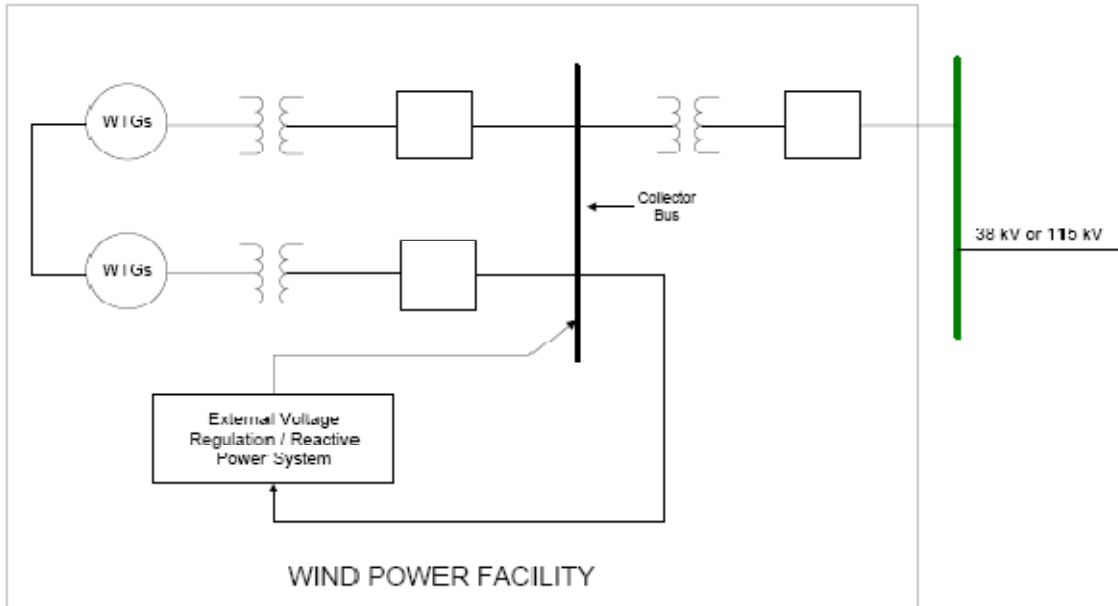 WTGs
Collector
Bus
38 kV or 115 kV
WTGs
External Voltage
Regulation / Reactive
Power System
WIND POWER FACILITY